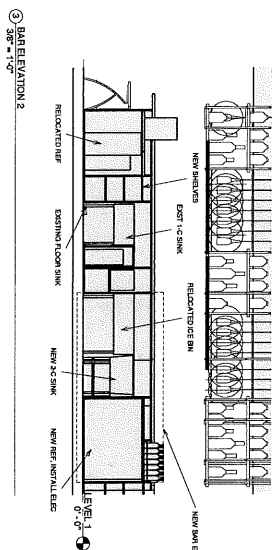 3
BAR ELEVATION 2
3/8" = 1'-0"
RELOCATED REF
NEW SHELVES
EXISTING FLOOR SINK
EXIST 1-C SINK
RELOCATED ICE BIN
NEW 2-C SINK
NEW REF, INSTALL ELEC
NEW BAR E
LEVEL 1
0' - 0"